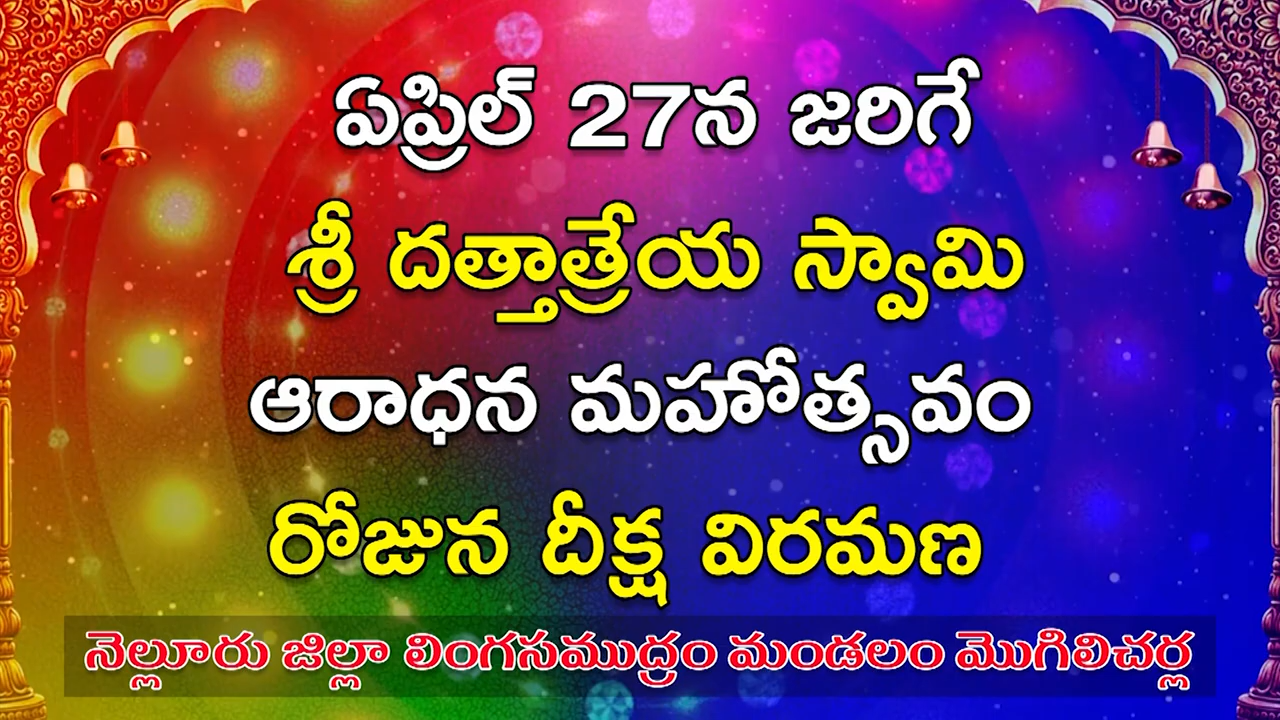 ఏప్రిల్ 27న జరిగే
శ్రీ దత్తాత్రేయ స్వామి
ఆరాధన మహోత్సవం
రోజున దీక్ష విరమణ
నెల్లూరు జిల్లా లింగసముద్రం మండలం మొగిలిచర్ల